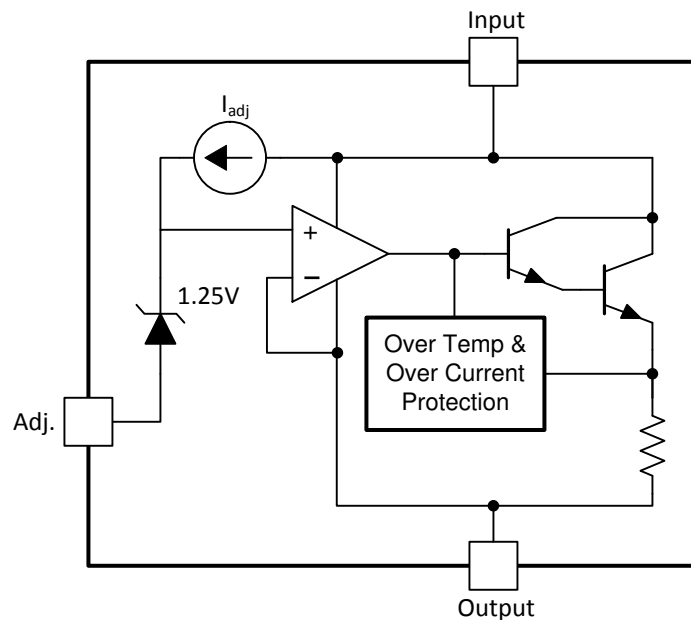 Input
I_adj
+
−
1.25V
Over Temp &
Over Current
Protection
Adj.
Output